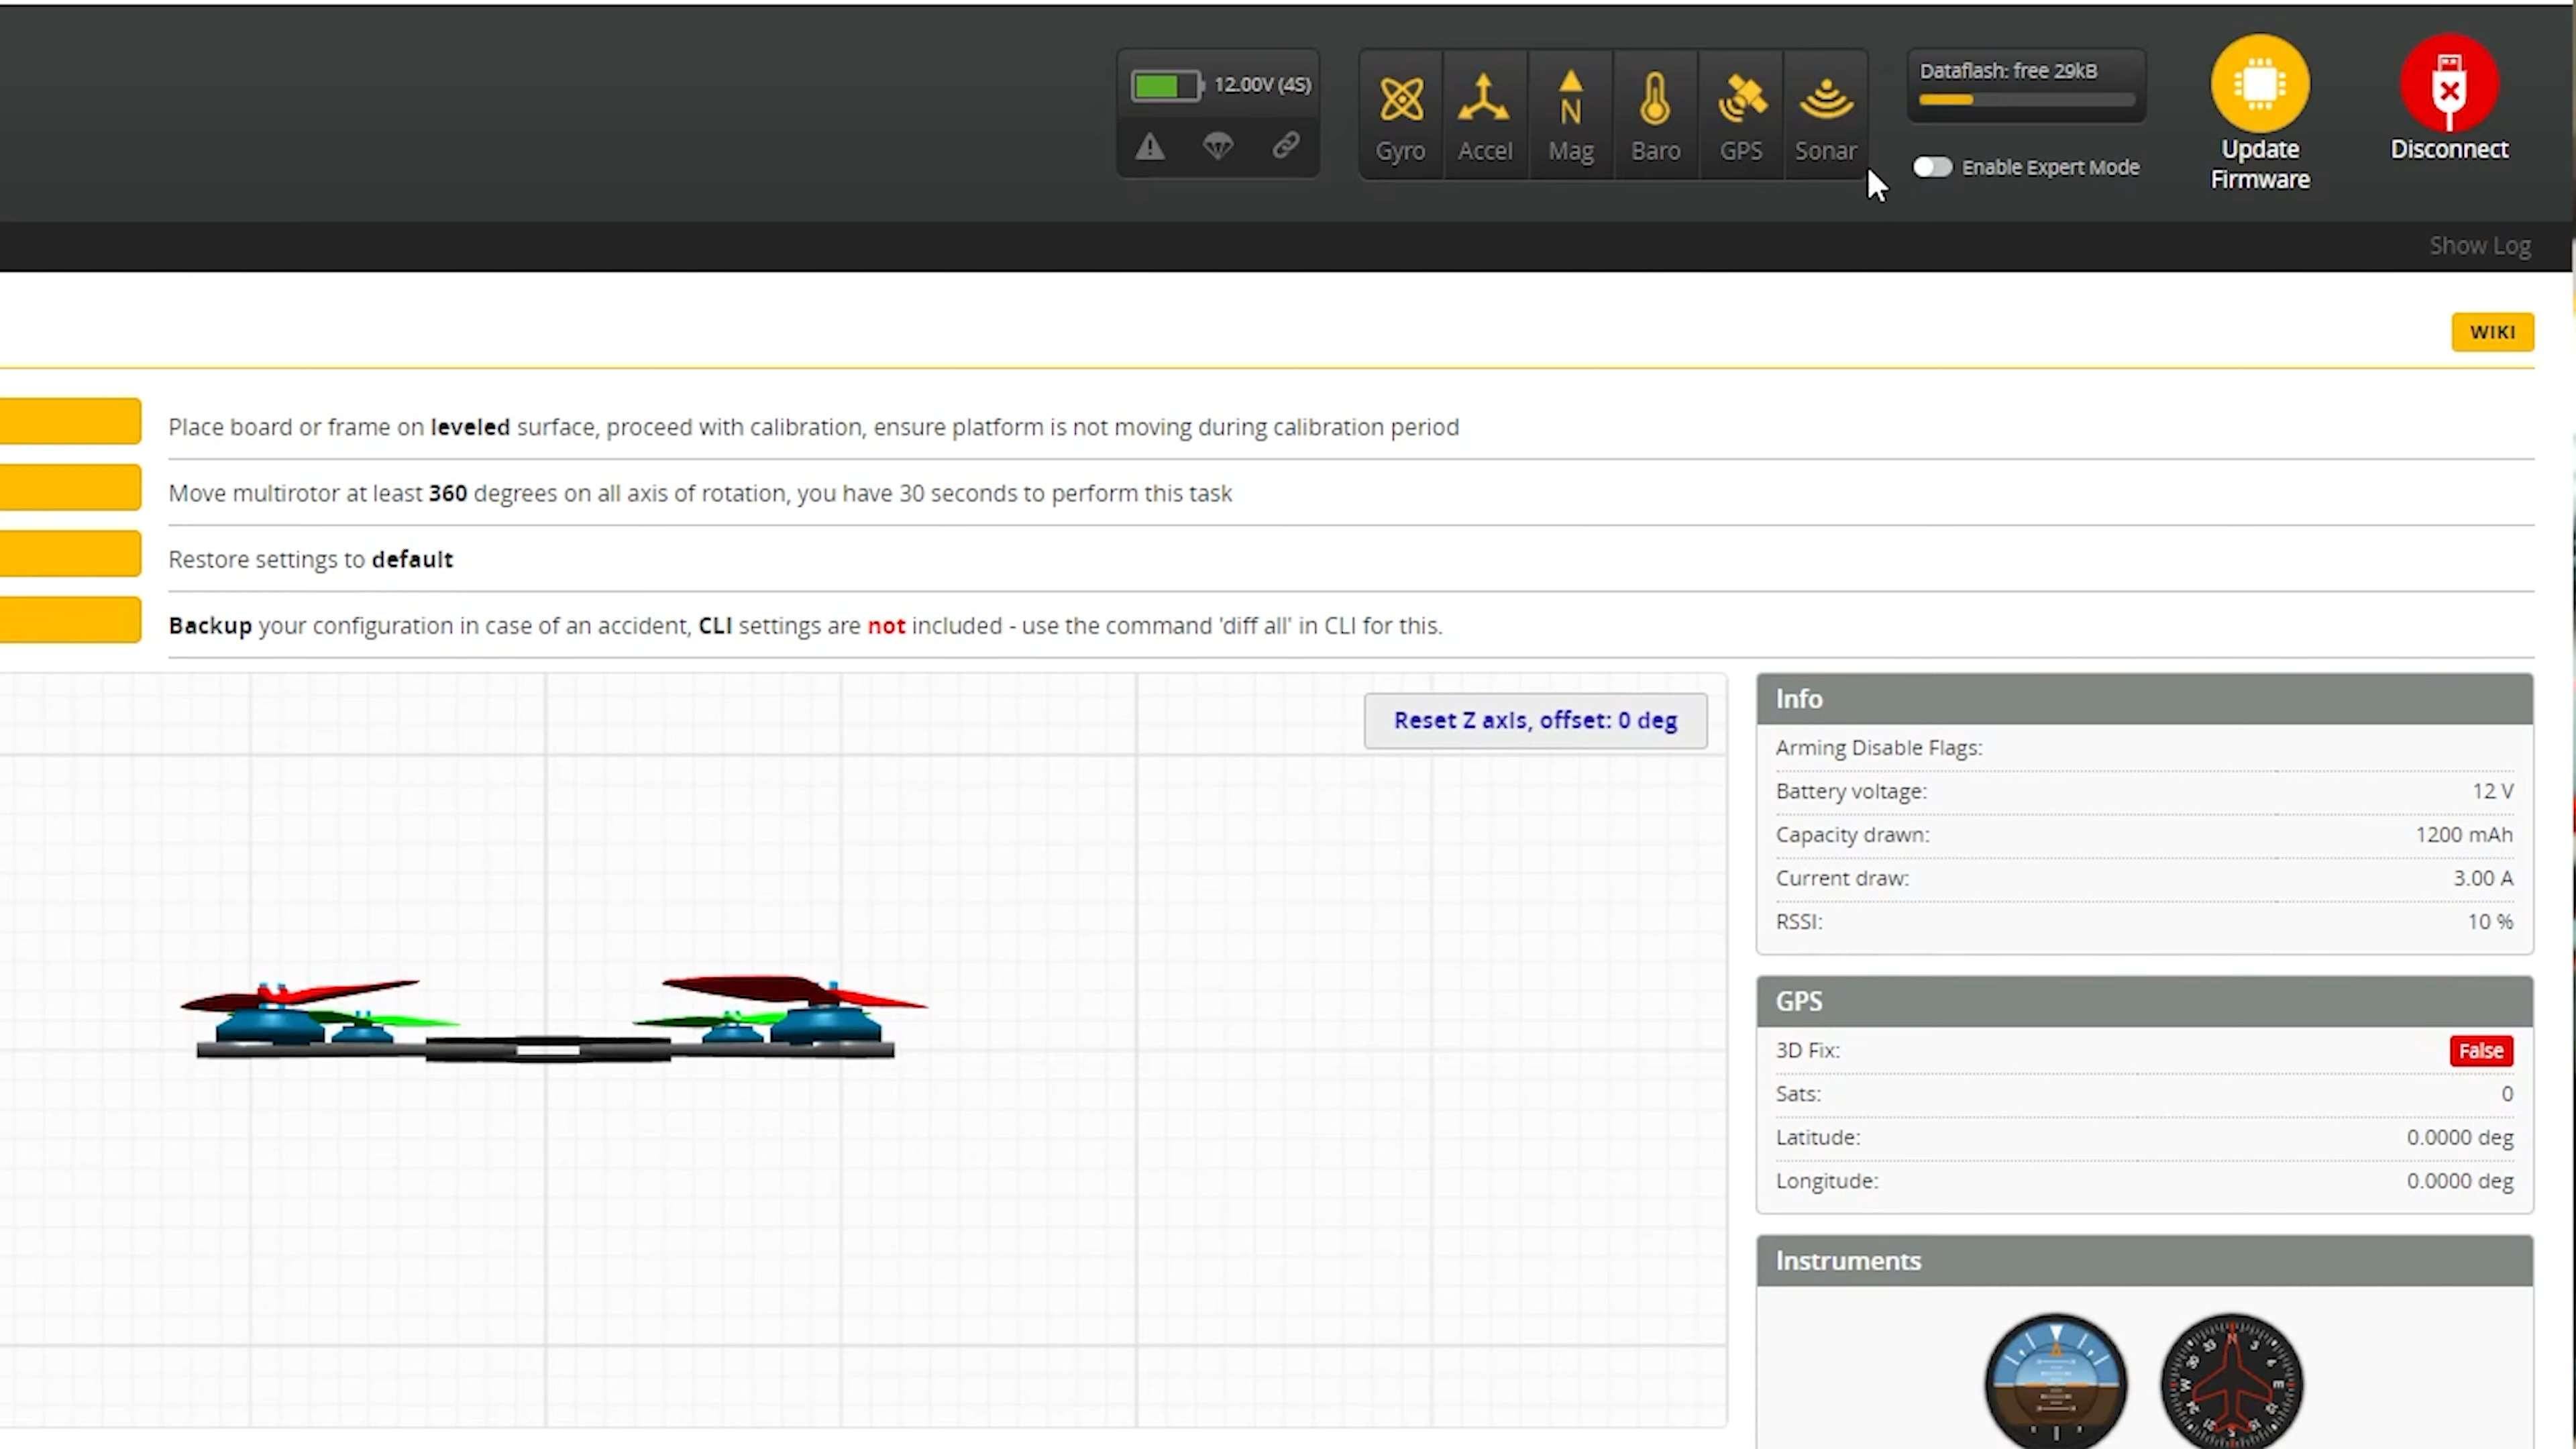 12.00V (4S)
Gyro
Accel
N
Mag
Baro
GPS
Sonar
Dataflash: free 29kB
Enable Expert Mode
Update
Firmware
Disconnect
Show Log
WIKI
Place board or frame on leveled surface, proceed with calibration, ensure platform is not moving during calibration period
Move multirotor at least 360 degrees on all axis of rotation, you have 30 seconds to perform this task
Restore settings to default
Backup your configuration in case of an accident, CLI settings are not included - use the command 'diff all' in CLI for this.
Reset Z axis, offset: 0 deg
Info
Arming Disable Flags:
Battery voltage: 12 V
Capacity drawn: 1200 mAh
Current draw: 3.00 A
RSSI: 10 %
GPS
3D Fix: False
Sats: 0
Latitude: 0.0000 deg
Longitude: 0.0000 deg
Instruments
N
3
E
W
30
33